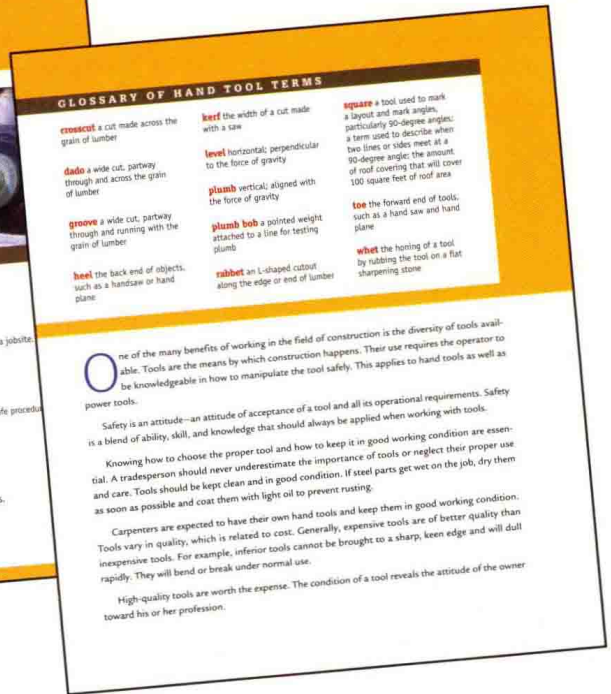 GLOSSARY OF HAND TOOL TERMS
crosscut a cut made across the
grain of lumber
dado a wide cut, partway
through and across the grain
of lumber
groove a wide cut, partway
through and running with the
grain of lumber
heel the back end of objects,
such as a handsaw or hand
plane
kerf the width of a cut made
with a saw
level horizontal; perpendicular
to the force of gravity
plumb vertical; aligned with
the force of gravity
plumb bob a pointed weight
attached to a line for testing
plumb
rabbet an L-shaped cutout
along the edge or end of lumber
square a tool used to mark
a layout and mark angles,
particularly 90-degree angles;
a term used to describe when
two lines or sides meet at a
90-degree angle; the amount
of roof covering that will cover
100 square feet of roof area
toe the forward end of tools,
such as a hand saw and hand
plane
whet the honing of a tool
by rubbing the tool on a flat
sharpening stone
One of the many benefits of working in the field of construction is the diversity of tools avail-
able. Tools are the means by which construction happens. Their use requires the operator to
be knowledgeable in how to manipulate the tool safely. This applies to hand tools as well as
power tools.
Safety is an attitude—an attitude of acceptance of a tool and all its operational requirements. Safety
is a blend of ability, skill, and knowledge that should always be applied when working with tools.
Knowing how to choose the proper tool and how to keep it in good working condition are essen-
tial. A tradesperson should never underestimate the importance of tools or neglect their proper use
and care. Tools should be kept clean and in good condition. If steel parts get wet on the job, dry them
as soon as possible and coat them with light oil to prevent rusting.
Carpenters are expected to have their own hand tools and keep them in good working condition.
Tools vary in quality, which is related to cost. Generally, expensive tools are of better quality than
inexpensive tools. For example, inferior tools cannot be brought to a sharp, keen edge and will dull
rapidly. They will bend or break under normal use.
High-quality tools are worth the expense. The condition of a tool reveals the attitude of the owner
toward his or her profession.
a jobsite.